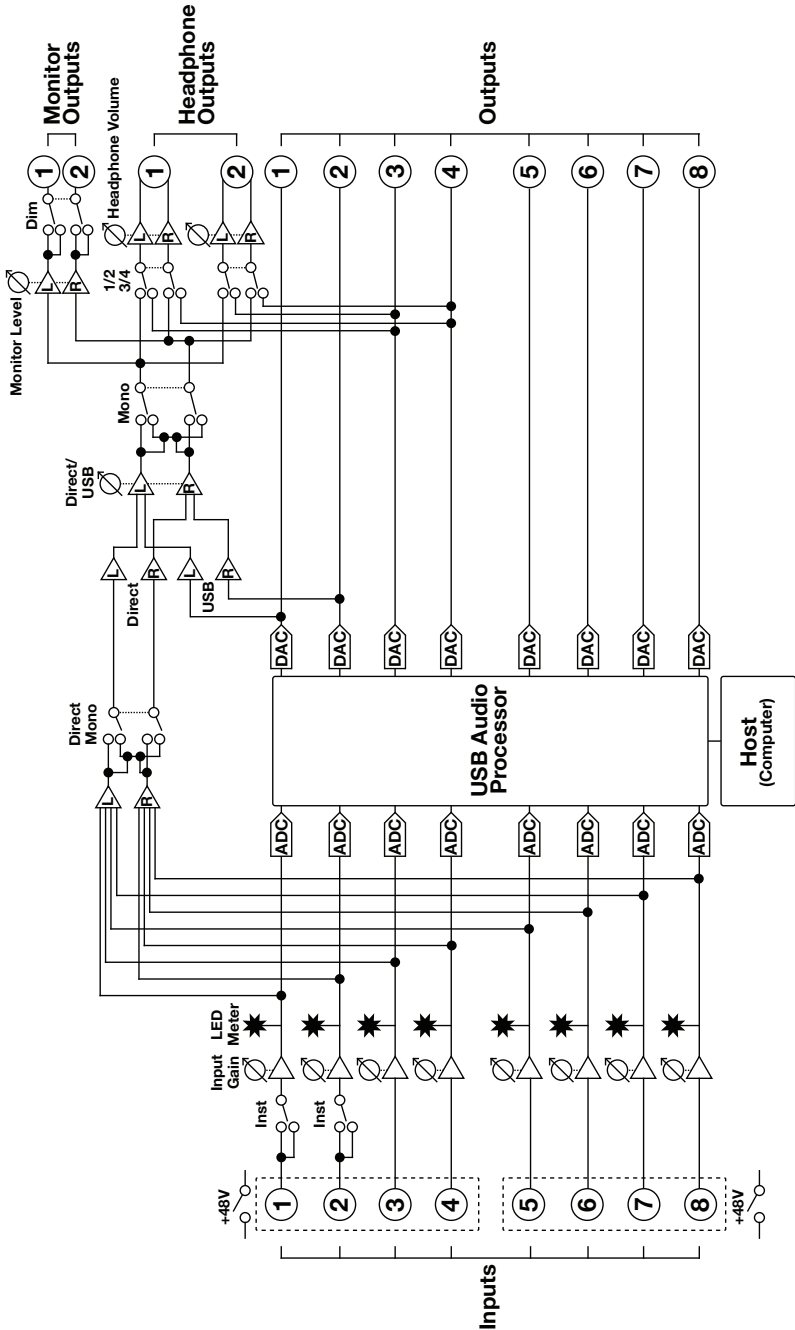 Monitor
Outputs
Headphone
Outputs
Outputs
1
2
Dim
Monitor Level
L
R
1
2
Headphone Volume
L
R
L
R
1/2
3/4
Mono
Direct/
USB
L
R
Direct
L
R
USB
L
R
Direct
Mono
L
R
1
2
3
4
5
6
7
8
DAC
DAC
DAC
DAC
DAC
DAC
DAC
DAC
USB Audio
Processor
Host
(Computer)
ADC
ADC
ADC
ADC
ADC
ADC
ADC
ADC
LED
Meter
Input
Gain
Inst
Inst
+48V
1
2
3
4
5
6
7
8
+48V
Inputs